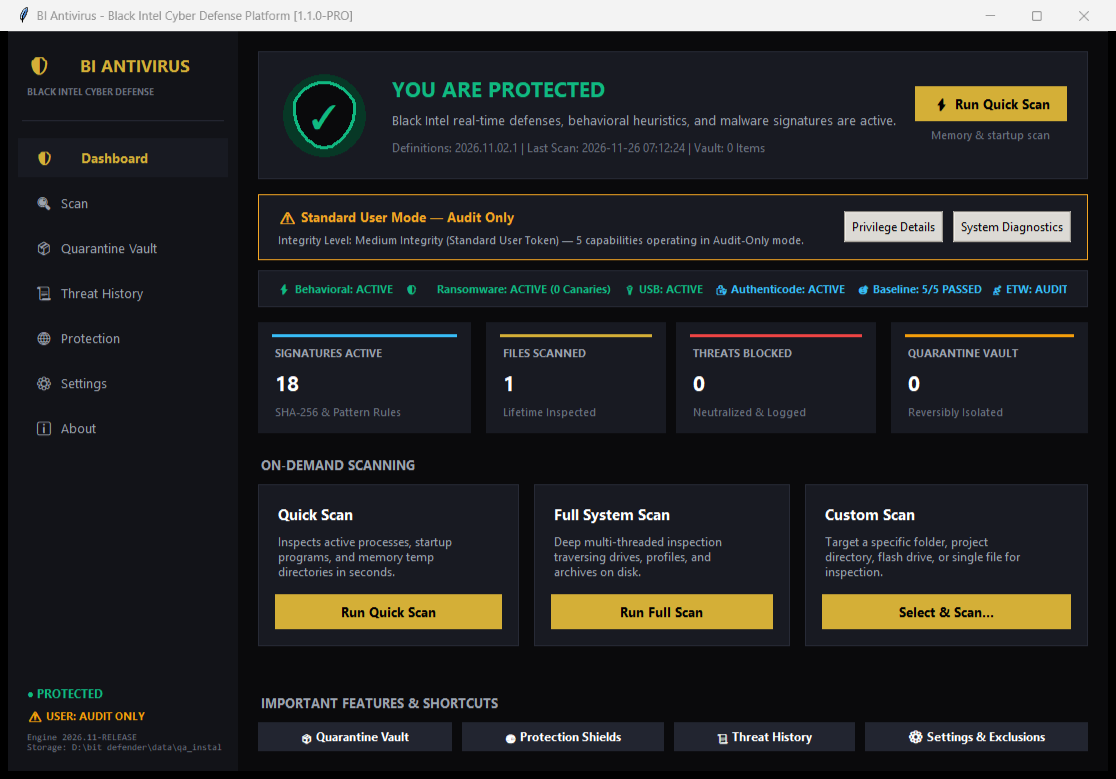 BI Antivirus - Black Intel Cyber Defense Platform [1.1.0-PRO]
BI ANTIVIRUS
BLACK INTEL CYBER DEFENSE
Dashboard
Scan
Quarantine Vault
Threat History
Protection
Settings
About
● PROTECTED
⚠ USER: AUDIT ONLY
Engine 2026.11-RELEASE
Storage: D:\bit defender\data\qa_instal
YOU ARE PROTECTED
Black Intel real-time defenses, behavioral heuristics, and malware signatures are active.
Definitions: 2026.11.02.1 | Last Scan: 2026-11-26 07:12:24 | Vault: 0 Items
Run Quick Scan
Memory & startup scan
⚠ Standard User Mode — Audit Only
Integrity Level: Medium Integrity (Standard User Token) — 5 capabilities operating in Audit-Only mode.
Privilege Details
System Diagnostics
Behavioral: ACTIVE Ransomware: ACTIVE (0 Canaries) USB: ACTIVE Authenticode: ACTIVE Baseline: 5/5 PASSED ETW: AUDIT
SIGNATURES ACTIVE
18
SHA-256 & Pattern Rules
FILES SCANNED
1
Lifetime Inspected
THREATS BLOCKED
0
Neutralized & Logged
QUARANTINE VAULT
0
Reversibly Isolated
ON-DEMAND SCANNING
Quick Scan
Inspects active processes, startup
programs, and memory temp
directories in seconds.
Run Quick Scan
Full System Scan
Deep multi-threaded inspection
traversing drives, profiles, and
archives on disk.
Run Full Scan
Custom Scan
Target a specific folder, project
directory, flash drive, or single file for
inspection.
Select & Scan...
IMPORTANT FEATURES & SHORTCUTS
Quarantine Vault
Protection Shields
Threat History
Settings & Exclusions